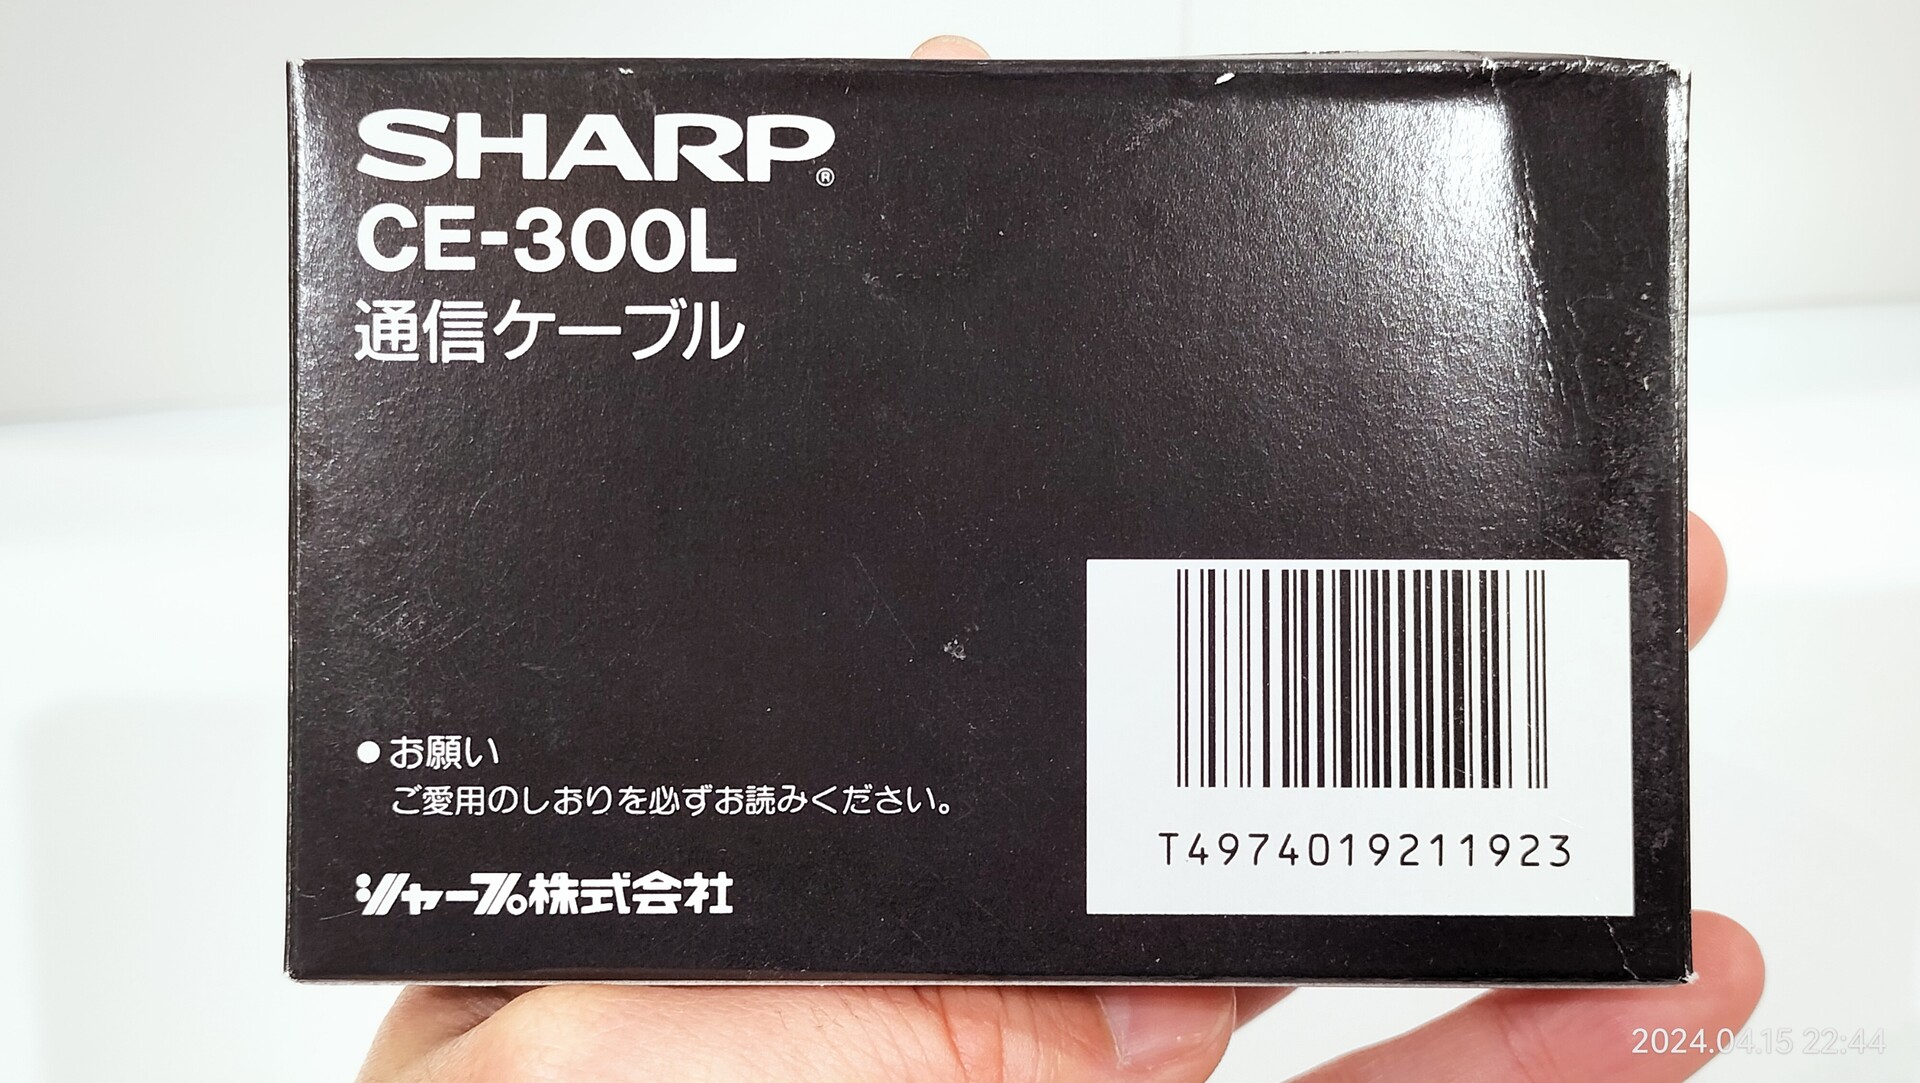 SHARP®
CE-300L
通信ケーブル
●お願い
ご愛用のしおりを必ずお読みください。
シャープ株式会社
T4974019211923
2024.04.15 22:44